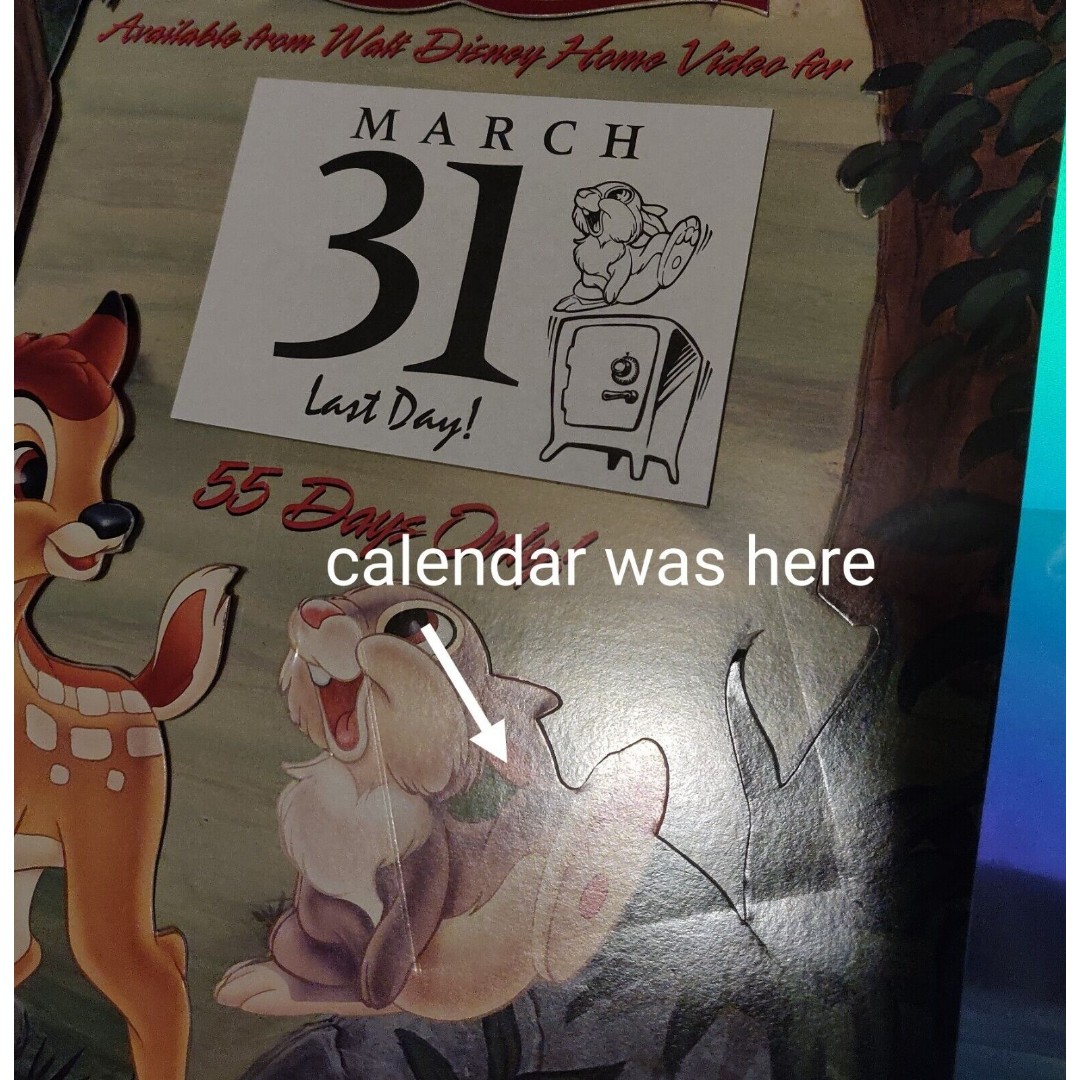 Available from Walt Disney Home Video for
MARCH
31
Last Day!
55 Days Only!
calendar was here